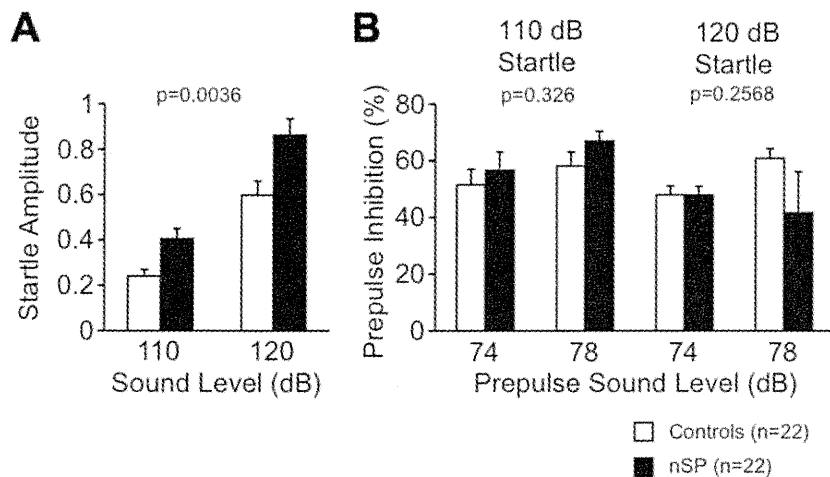 A
p=0.0036
Startle Amplitude
1
0.8
0.6
0.4
0.2
0
110 120
Sound Level (dB)
B
110 dB Startle
p=0.326
120 dB Startle
p=0.2568
Prepulse Inhibition (%)
80
60
40
20
0
74 78 74 78
Prepulse Sound Level (dB)
Controls (n=22)
nSP (n=22)